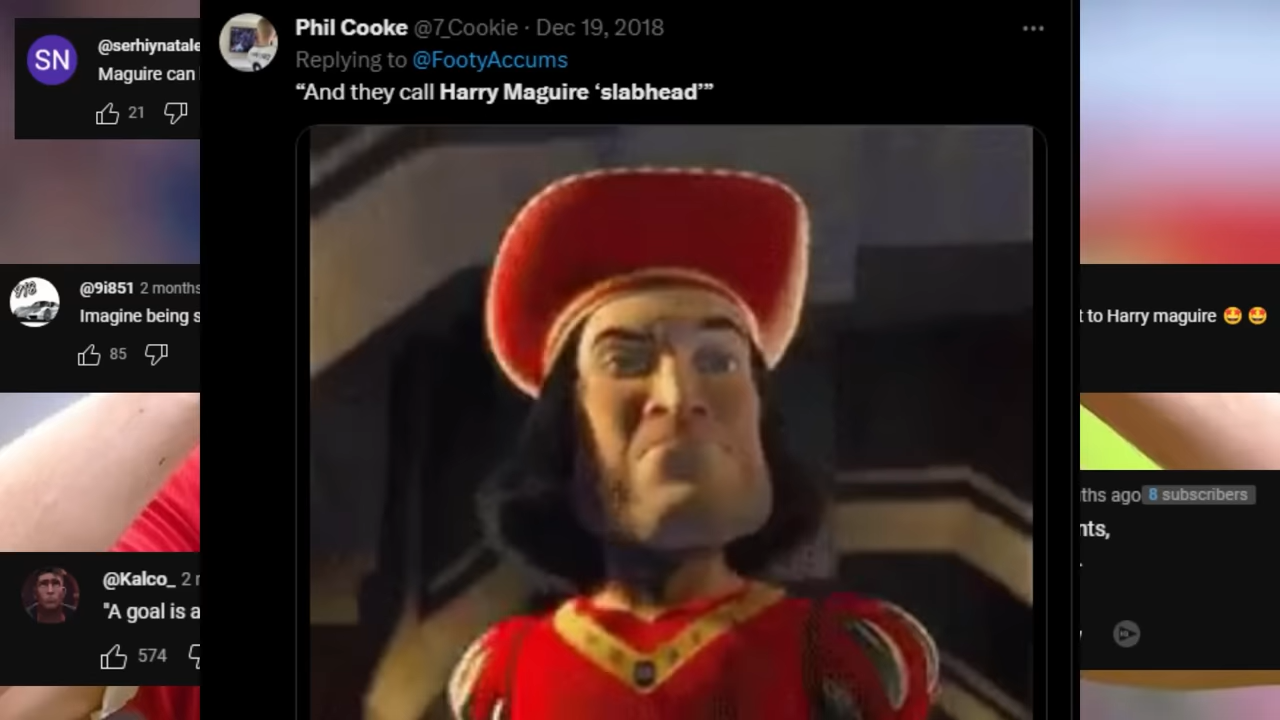 SN
@serhiynatale
Maguire can
21
Phil Cooke @7_Cookie · Dec 19, 2018
Replying to @FootyAccums
“And they call Harry Maguire ‘slabhead’”
@9i851 2 months
Imagine being s
t to Harry maguire 🤩🤩
85
ths ago 8 subscribers
nts,
@Kalco_ 2
"A goal is a
574